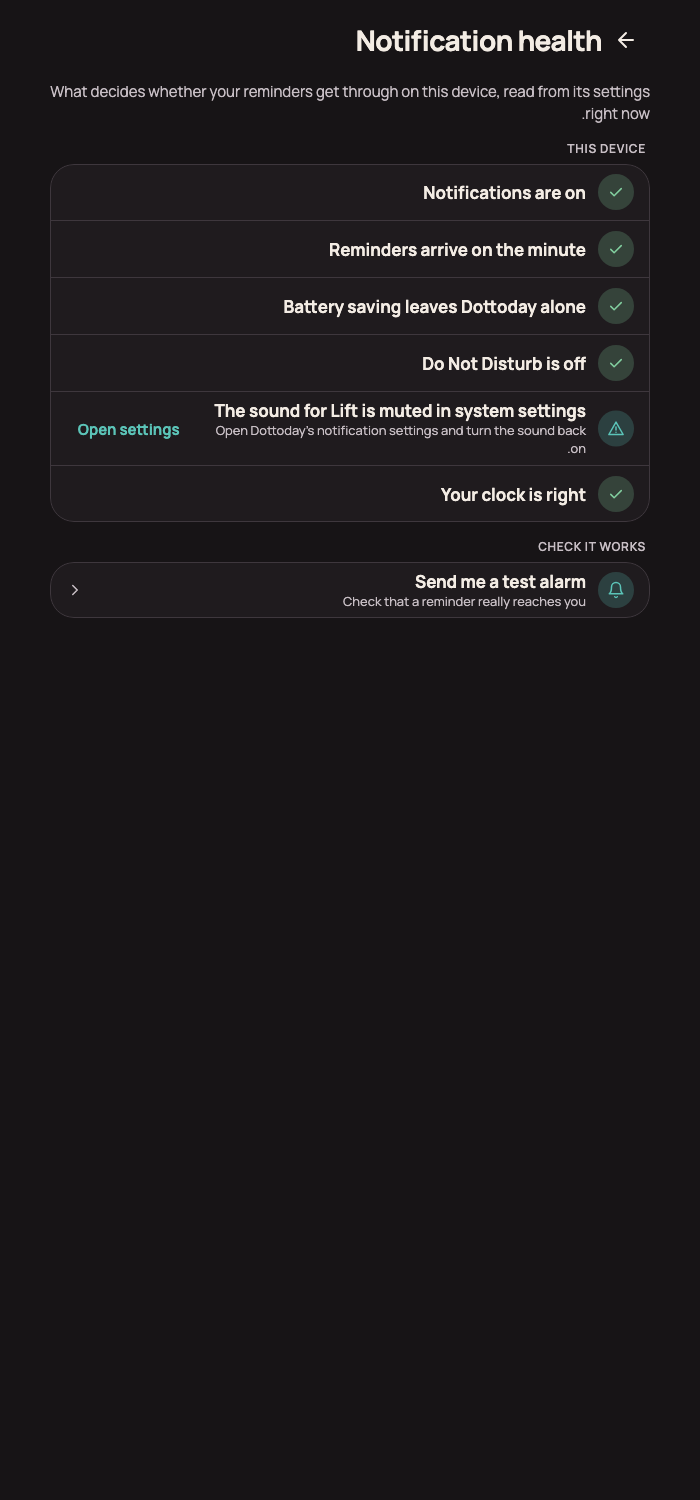 Notification health
What decides whether your reminders get through on this device, read from its settings
right now.
THIS DEVICE
Notifications are on
Reminders arrive on the minute
Battery saving leaves Dottoday alone
Do Not Disturb is off
The sound for Lift is muted in system settings
Open Dottoday's notification settings and turn the sound back
on.
Open settings
Your clock is right
CHECK IT WORKS
Send me a test alarm
Check that a reminder really reaches you